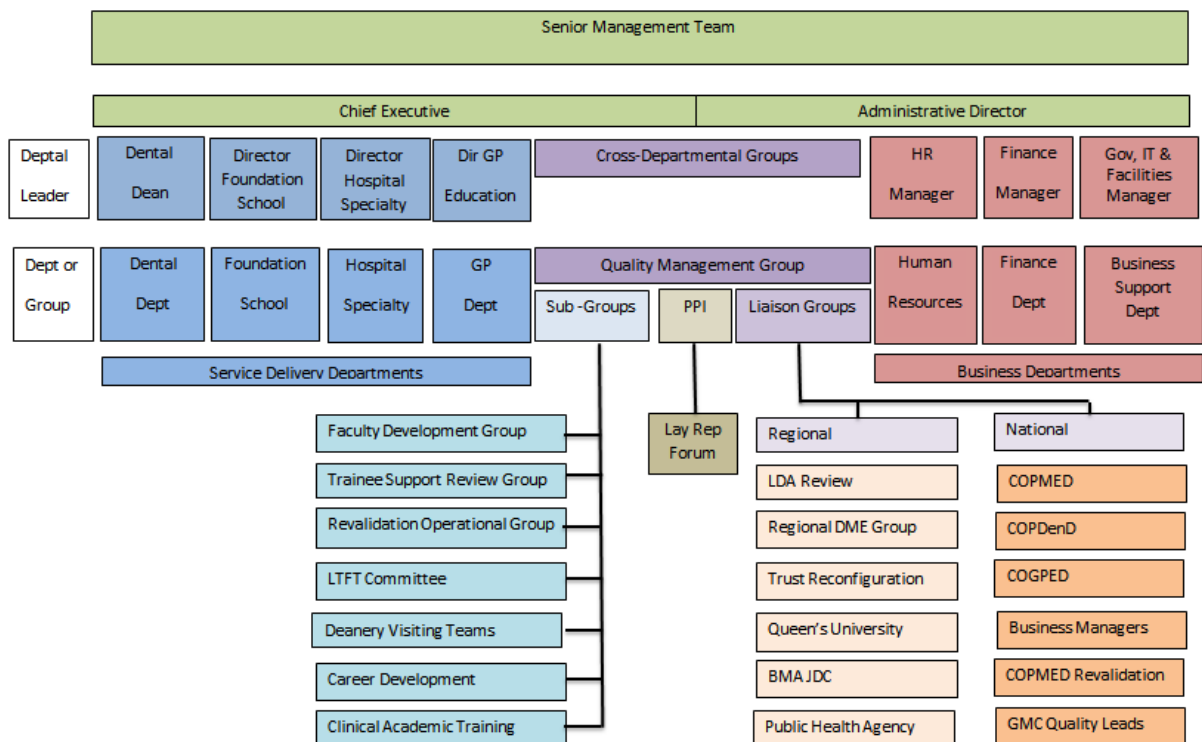 Senior Management Team
Chief Executive
Administrative Director
Deptal
Leader
Dental
Dean
Director
Foundation
School
Director
Hospital
Specialty
Dir GP
Education
Cross-Departmental Groups
HR
Manager
Finance
Manager
Gov, IT &
Facilities
Manager
Dept or
Group
Dental
Dept
Foundation
School
Hospital
Specialty
GP
Dept
Quality Management Group
Sub -Groups
PPI
Liaison Groups
Human
Resources
Finance
Dept
Business
Support
Dept
Service Delivery Departments
Business Departments
Faculty Development Group
Trainee Support Review Group
Revalidation Operational Group
LTFT Committee
Deanery Visiting Teams
Career Development
Clinical Academic Training
Lay Rep
Forum
Regional
LDA Review
Regional DME Group
Trust Reconfiguration
Queen's University
BMA JDC
Public Health Agency
National
COPMED
COPDenD
COGPED
Business Managers
COPMED Revalidation
GMC Quality Leads